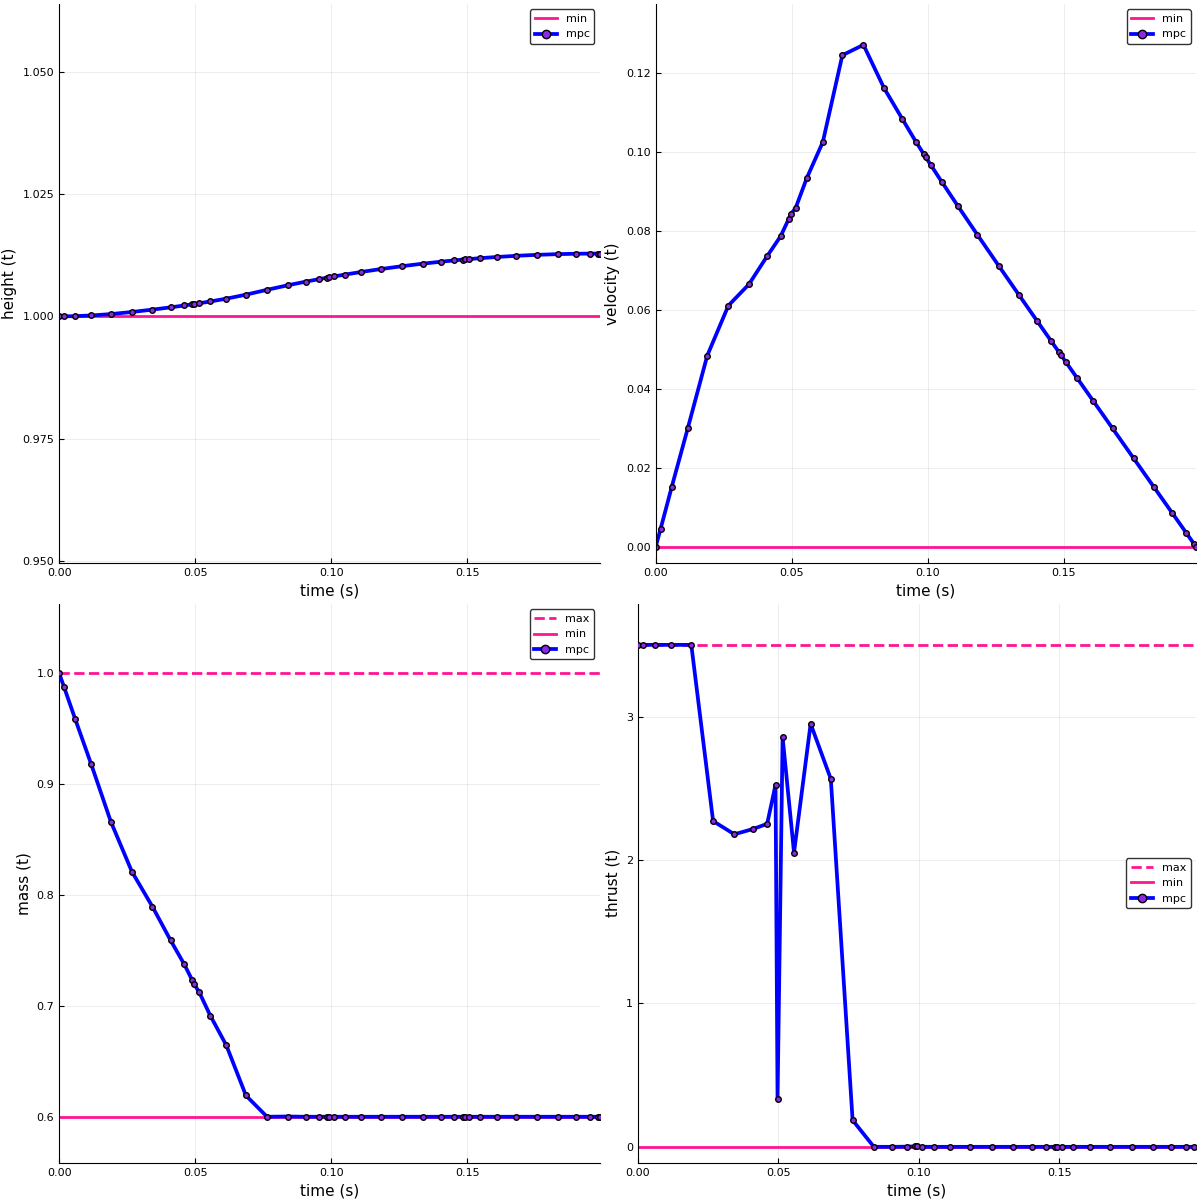 min
mpc
1.050
1.025
1.000
0.975
0.950
0.00
0.05
0.10
0.15
height (t)
time (s)
min
mpc
0.12
0.10
0.08
0.06
0.04
0.02
0.00
0.00
0.05
0.10
0.15
velocity (t)
time (s)
max
min
mpc
1.0
0.9
0.8
0.7
0.6
0.00
0.05
0.10
0.15
mass (t)
time (s)
max
min
mpc
3
2
1
0
0.00
0.05
0.10
0.15
thrust (t)
time (s)